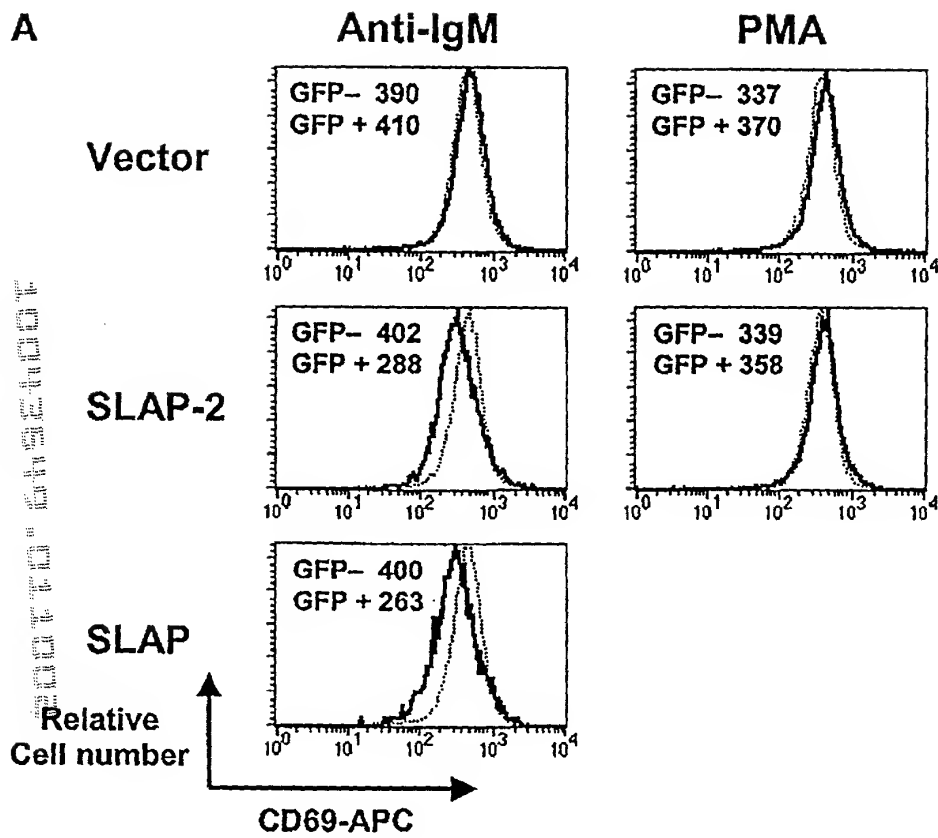 A
Anti-IgM
PMA
Vector
GFP– 390
GFP + 410
10^0 10^1 10^2 10^3 10^4
GFP– 337
GFP + 370
10^0 10^1 10^2 10^3 10^4
SLAP-2
GFP– 402
GFP + 288
10^0 10^1 10^2 10^3 10^4
GFP– 339
GFP + 358
10^0 10^1 10^2 10^3 10^4
SLAP
GFP– 400
GFP + 263
10^0 10^1 10^2 10^3 10^4
Relative
Cell number
CD69-APC
10043649.011002